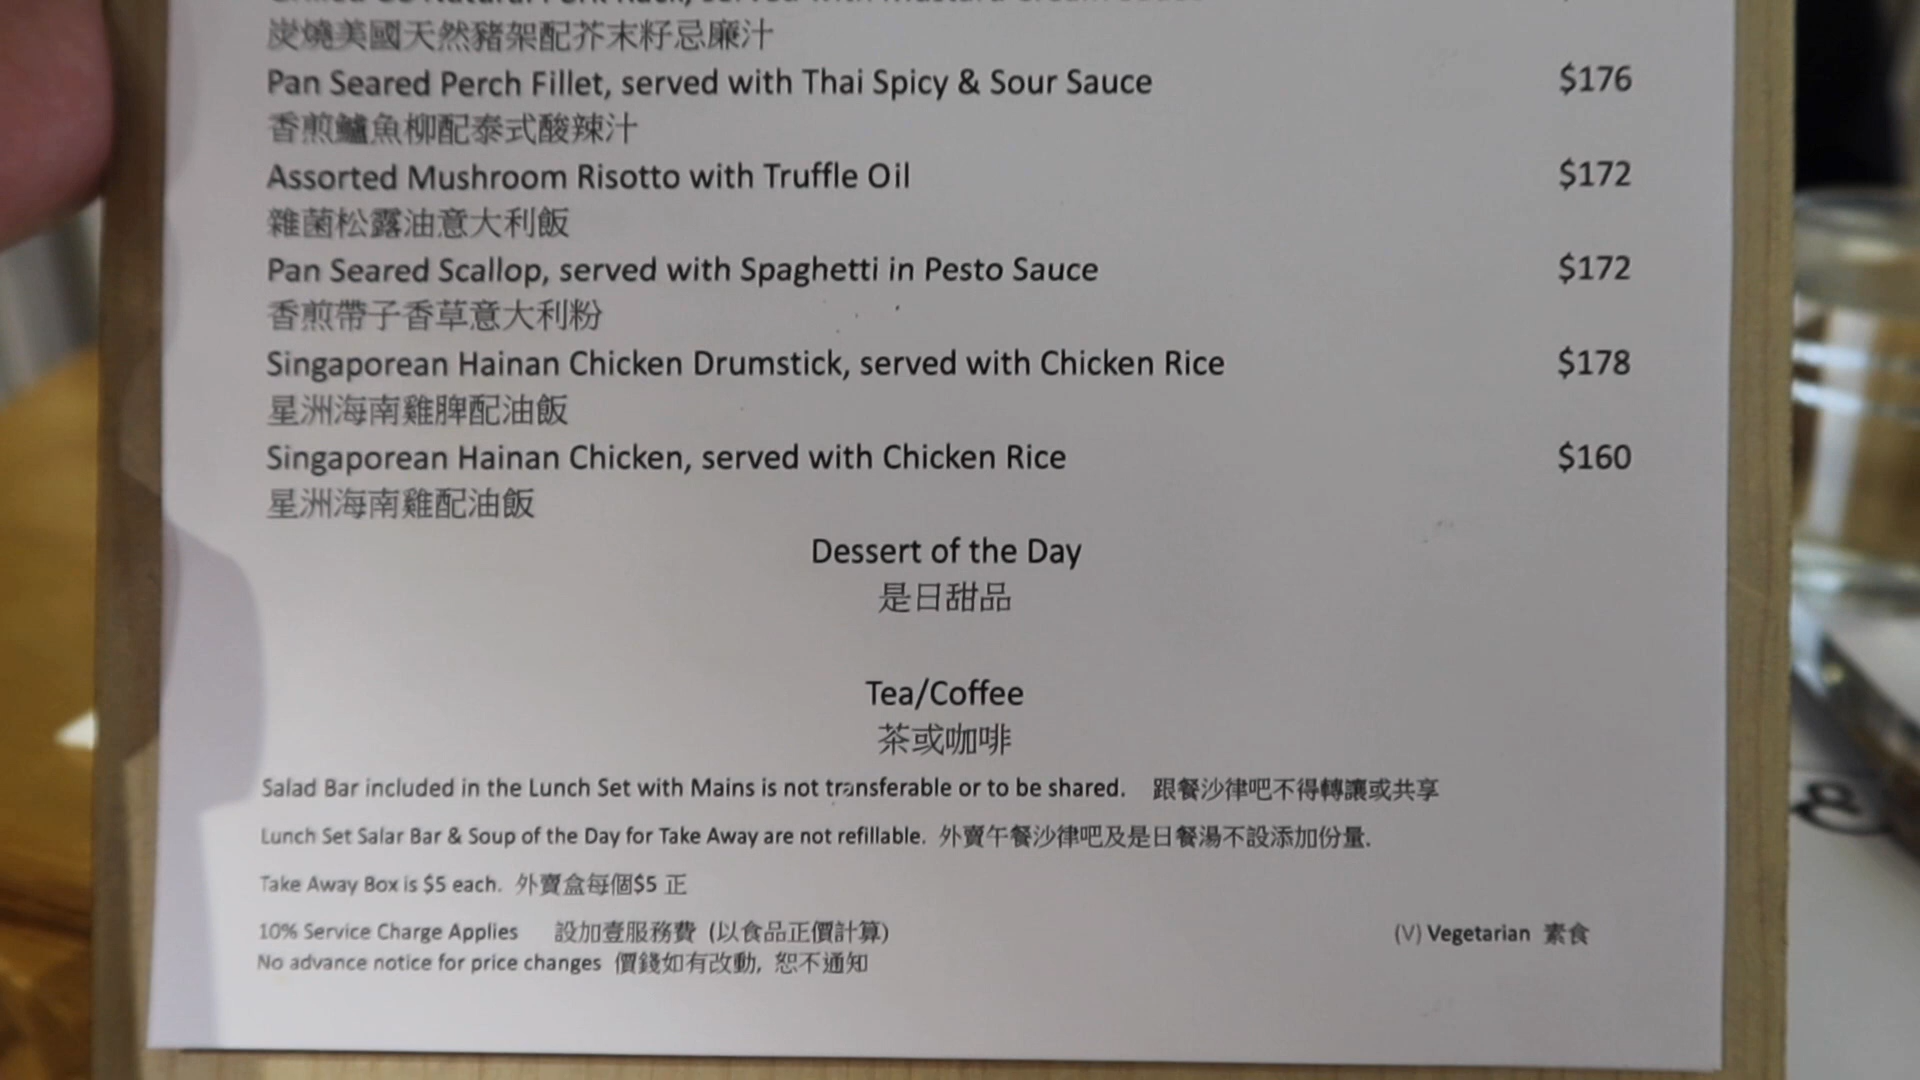 炭燒美國天然豬架配芥末籽忌廉汁
Pan Seared Perch Fillet, served with Thai Spicy & Sour Sauce $176
香煎鱸魚柳配泰式酸辣汁
Assorted Mushroom Risotto with Truffle Oil $172
雜菌松露油意大利飯
Pan Seared Scallop, served with Spaghetti in Pesto Sauce $172
香煎帶子香草意大利粉
Singaporean Hainan Chicken Drumstick, served with Chicken Rice $178
星洲海南雞脾配油飯
Singaporean Hainan Chicken, served with Chicken Rice $160
星洲海南雞配油飯
Dessert of the Day
是日甜品
Tea/Coffee
茶或咖啡
Salad Bar included in the Lunch Set with Mains is not transferable or to be shared. 跟餐沙律吧不得轉讓或共享
Lunch Set Salar Bar & Soup of the Day for Take Away are not refillable. 外賣午餐沙律吧及是日餐湯不設添加份量.
Take Away Box is $5 each. 外賣盒每個$5 正
10% Service Charge Applies 設加壹服務費 (以食品正價計算) (V) Vegetarian 素食
No advance notice for price changes 價錢如有改動, 恕不通知